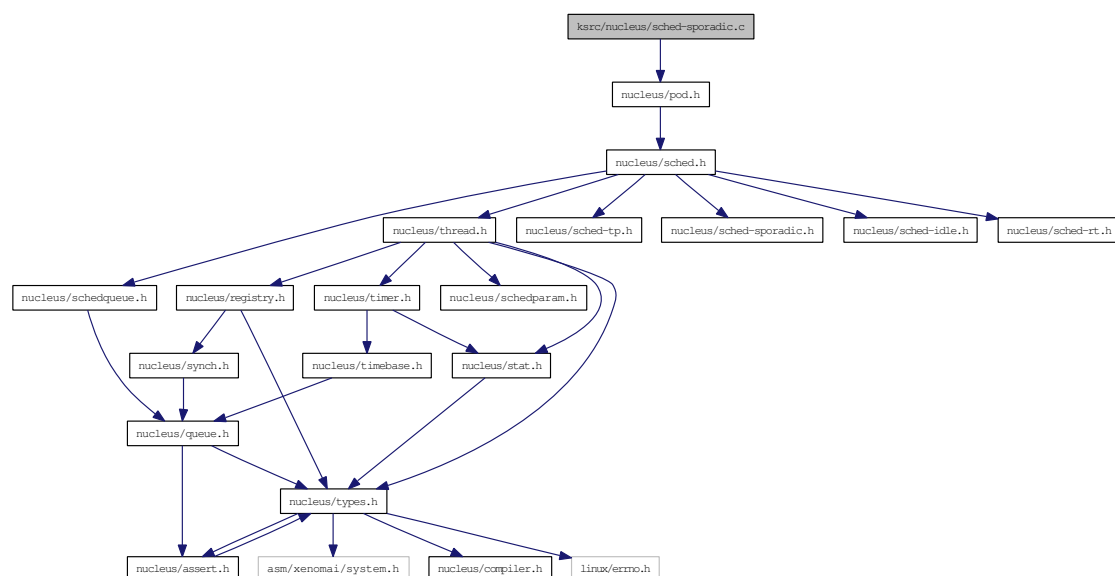 ksrc/nucleus/sched-sporadic.c
nucleus/pod.h
nucleus/sched.h
nucleus/thread.h
nucleus/sched-tp.h
nucleus/sched-sporadic.h
nucleus/sched-idle.h
nucleus/sched-rt.h
nucleus/schedqueue.h
nucleus/registry.h
nucleus/timer.h
nucleus/schedparam.h
nucleus/synch.h
nucleus/timebase.h
nucleus/stat.h
nucleus/queue.h
nucleus/types.h
nucleus/assert.h
asm/xenomai/system.h
nucleus/compiler.h
linux/errno.h